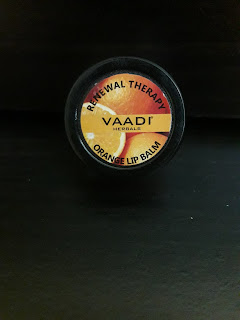 RENEWAL THERAPY
VAADI
HERBALS
ORANGE LIP BALM